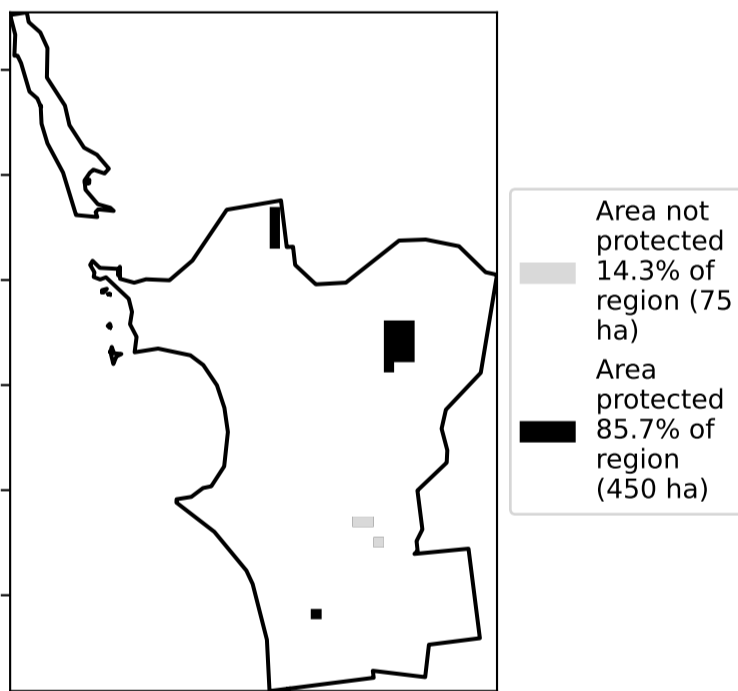 Area not
protected
14.3% of
region (75
ha)
Area
protected
85.7% of
region
(450 ha)